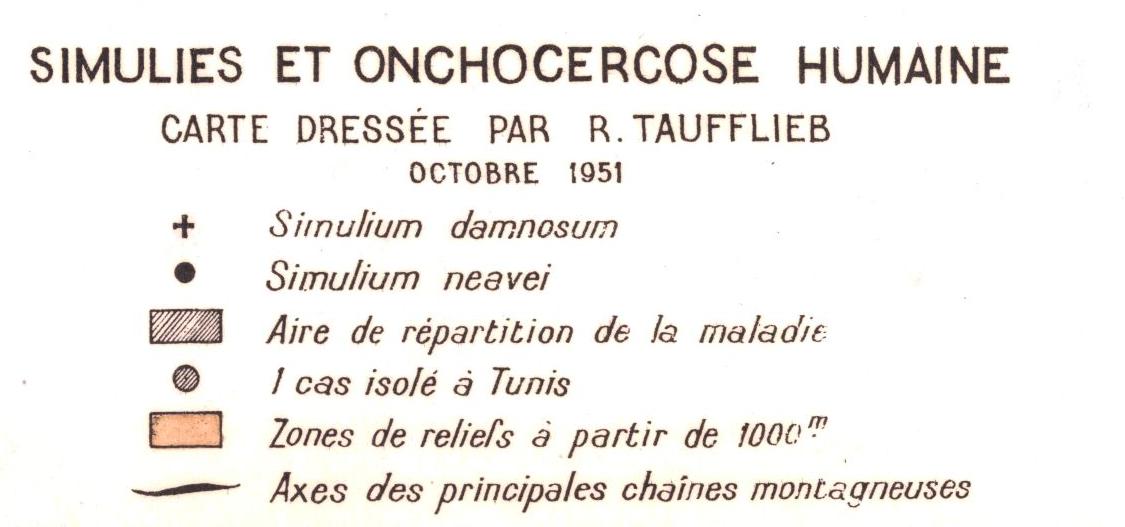 SIMULIES ET ONCHOCERCOSE HUMAINE
CARTE DRESSÉE PAR R. TAUFFLIEB
OCTOBRE 1951
Simulium damnosum
Simulium neavei
Aire de répartition de la maladie
1 cas isolé à Tunis
Zones de reliefs à partir de 1000 m
Axes des principales chaînes montagneuses